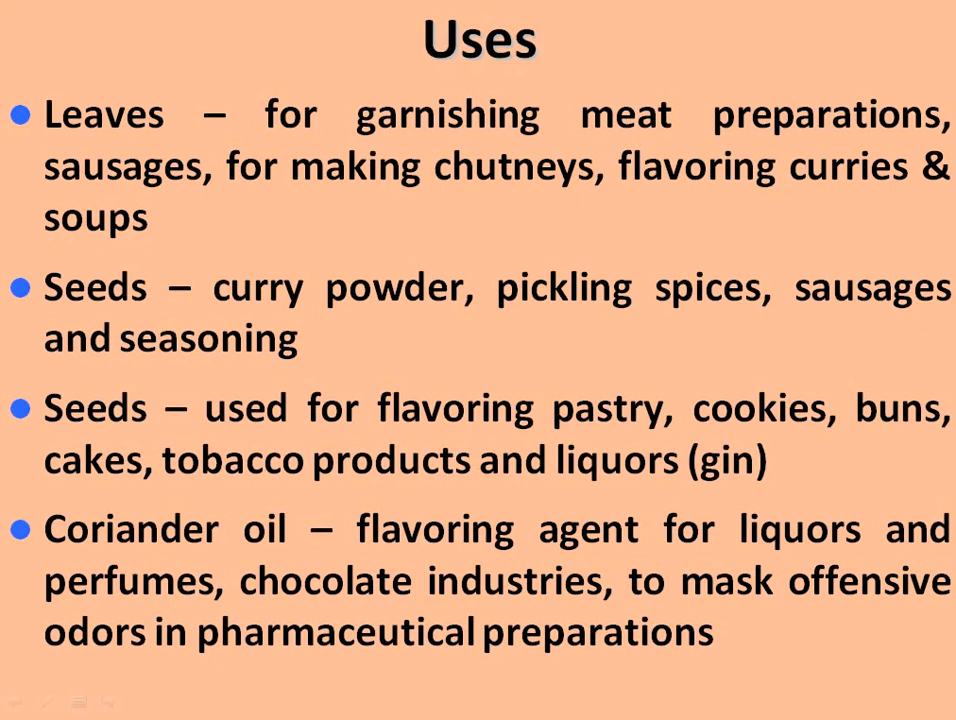 Uses
● Leaves – for garnishing meat preparations,
sausages, for making chutneys, flavoring curries &
soups
● Seeds – curry powder, pickling spices, sausages
and seasoning
● Seeds – used for flavoring pastry, cookies, buns,
cakes, tobacco products and liquors (gin)
● Coriander oil – flavoring agent for liquors and
perfumes, chocolate industries, to mask offensive
odors in pharmaceutical preparations